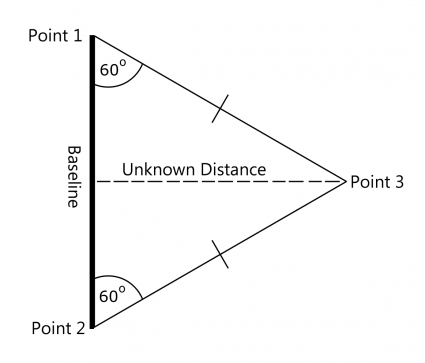 Point 1
60°
Baseline
Unknown Distance
Point 3
60°
Point 2